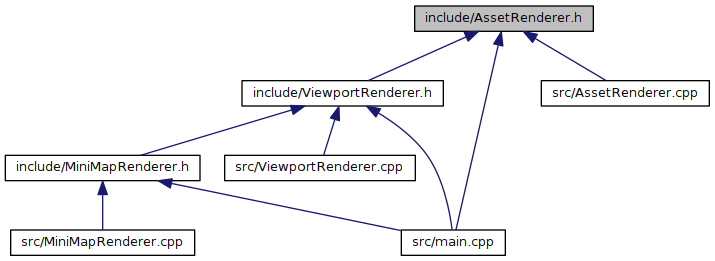 include/AssetRenderer.h
include/ViewportRenderer.h
src/AssetRenderer.cpp
include/MiniMapRenderer.h
src/ViewportRenderer.cpp
src/MiniMapRenderer.cpp
src/main.cpp